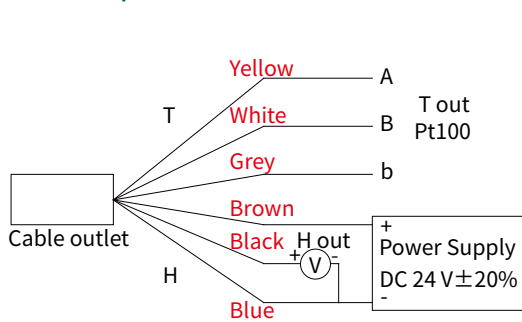 Yellow
A
T
White
T out
B
Pt100
Grey
b
Brown
+
Cable outlet
Black
H out
+
V
-
Power Supply
H
DC 24 V±20%
-
Blue